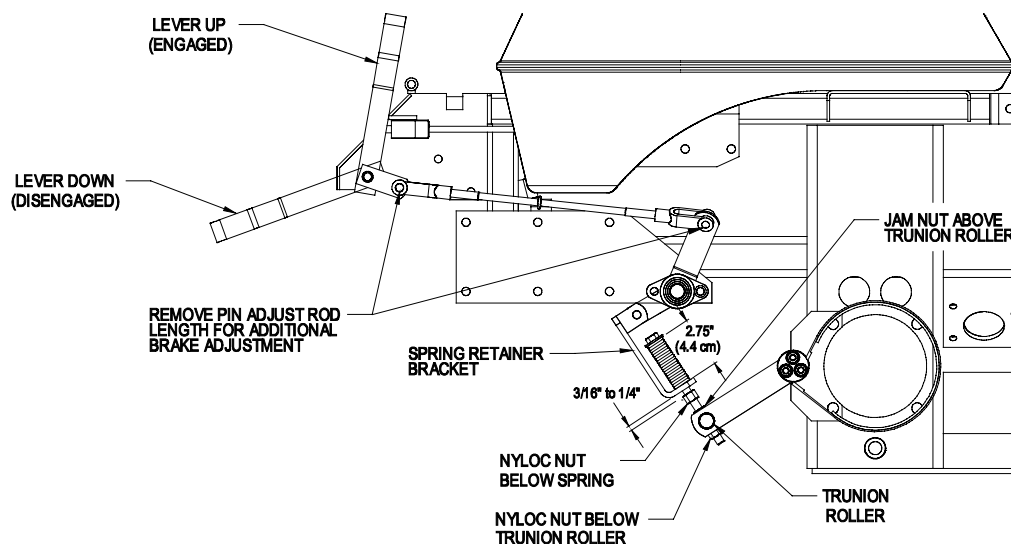 LEVER UP
(ENGAGED)
LEVER DOWN
(DISENGAGED)
JAM NUT ABOVE
TRUNION ROLLER
REMOVE PIN ADJUST ROD
LENGTH FOR ADDITIONAL
BRAKE ADJUSTMENT
2.75"
(4.4 cm)
SPRING RETAINER
BRACKET
3/16" to 1/4"
NYLOC NUT
BELOW SPRING
TRUNION
ROLLER
NYLOC NUT BELOW
TRUNION ROLLER